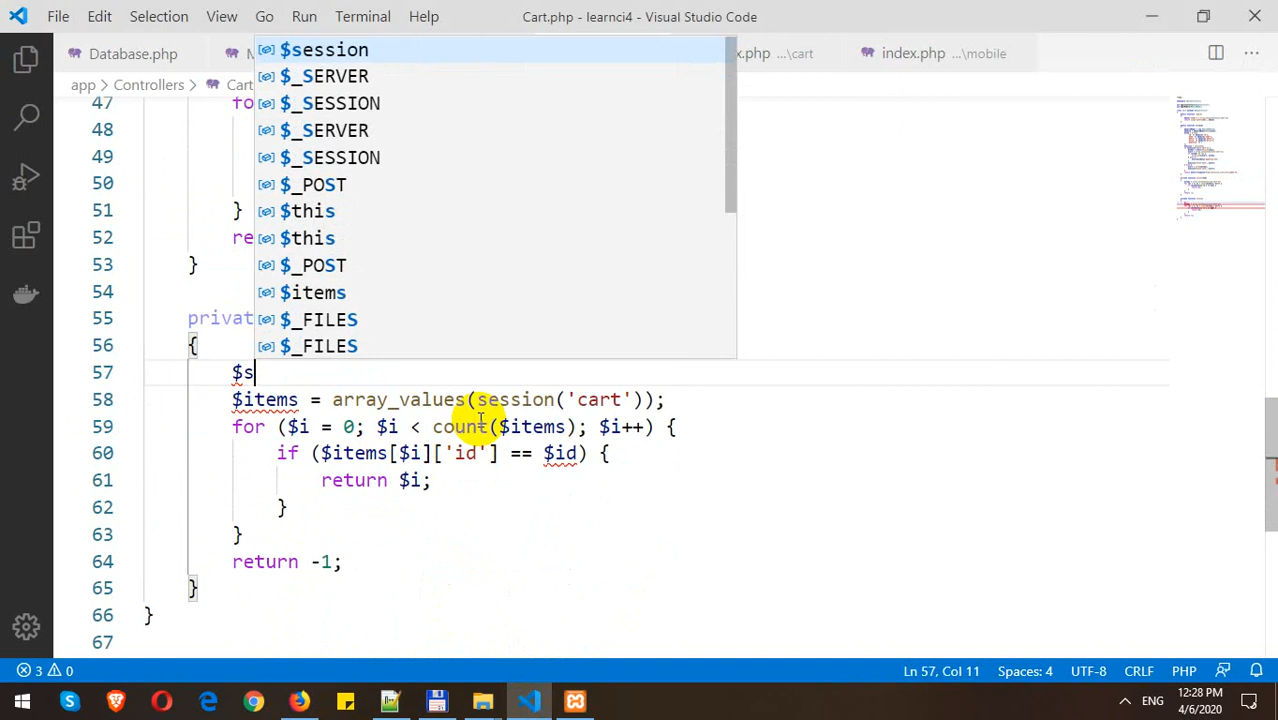 File Edit Selection View Go Run Terminal Help Cart.php - learnci4 - Visual Studio Code
Database.php M .php ...\cart index.php ...\mobile
app > Controllers > Cart
47 fo
48
49
50
51 }
52 re
53 }
54
55 privat
56 {
57 $s
58 $items = array_values(session('cart'));
59 for ($i = 0; $i < count($items); $i++) {
60 if ($items[$i]['id'] == $id) {
61 return $i;
62 }
63 }
64 return -1;
65 }
66 }
67
$session
$_SERVER
$_SESSION
$_SERVER
$_SESSION
$_POST
$this
$this
$_POST
$items
$_FILES
$_FILES
3 0 Ln 57, Col 11 Spaces: 4 UTF-8 CRLF PHP
ENG 12:28 PM
4/6/2020